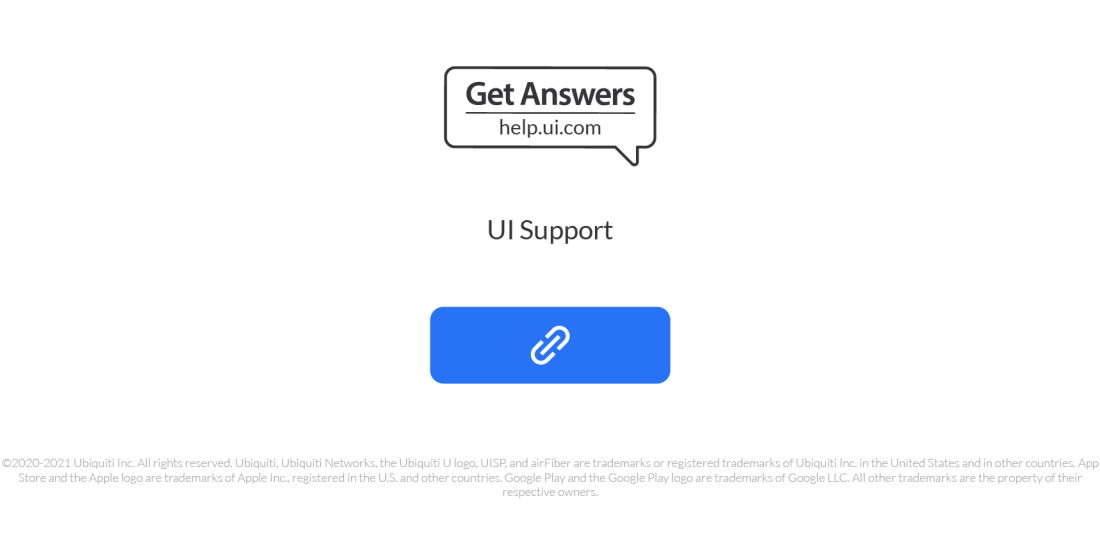 Get Answers
help.ui.com
UI Support
©2020-2021 Ubiquiti Inc. All rights reserved. Ubiquiti, Ubiquiti Networks, the Ubiquiti U logo, UISP, and airFiber are trademarks or registered trademarks of Ubiquiti Inc. in the United States and in other countries. App
Store and the Apple logo are trademarks of Apple Inc., registered in the U.S. and other countries. Google Play and the Google Play logo are trademarks of Google LLC. All other trademarks are the property of their
respective owners.